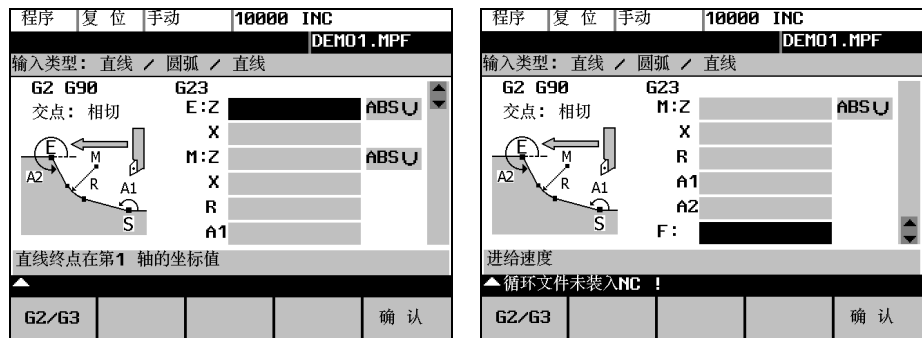 程序 复 位 手动 10000 INC
DEMO1.MPF
输入类型: 直线 / 圆弧 / 直线
G2 G90 G23
交点: 相切
E:Z ABS
X
M:Z ABS
X
R
A1
E
M
A2
R
A1
S
直线终点在第1 轴的坐标值
G2/G3 确 认
程序 复 位 手动 10000 INC
DEMO1.MPF
输入类型: 直线 / 圆弧 / 直线
G2 G90 G23
交点: 相切
M:Z ABS
X
R
A1
A2
F:
E
M
A2
R
A1
S
进给速度
循环文件未装入NC !
G2/G3 确 认